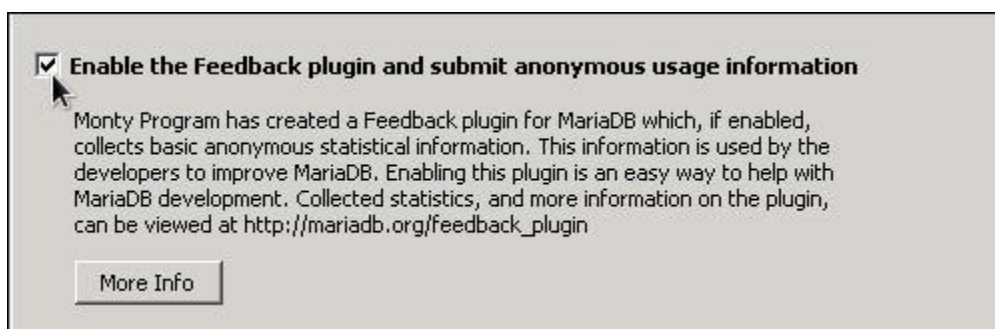 Enable the Feedback plugin and submit anonymous usage information
Monty Program has created a Feedback plugin for MariaDB which, if enabled,
collects basic anonymous statistical information. This information is used by the
developers to improve MariaDB. Enabling this plugin is an easy way to help with
MariaDB development. Collected statistics, and more information on the plugin,
can be viewed at http://mariadb.org/feedback_plugin
More Info